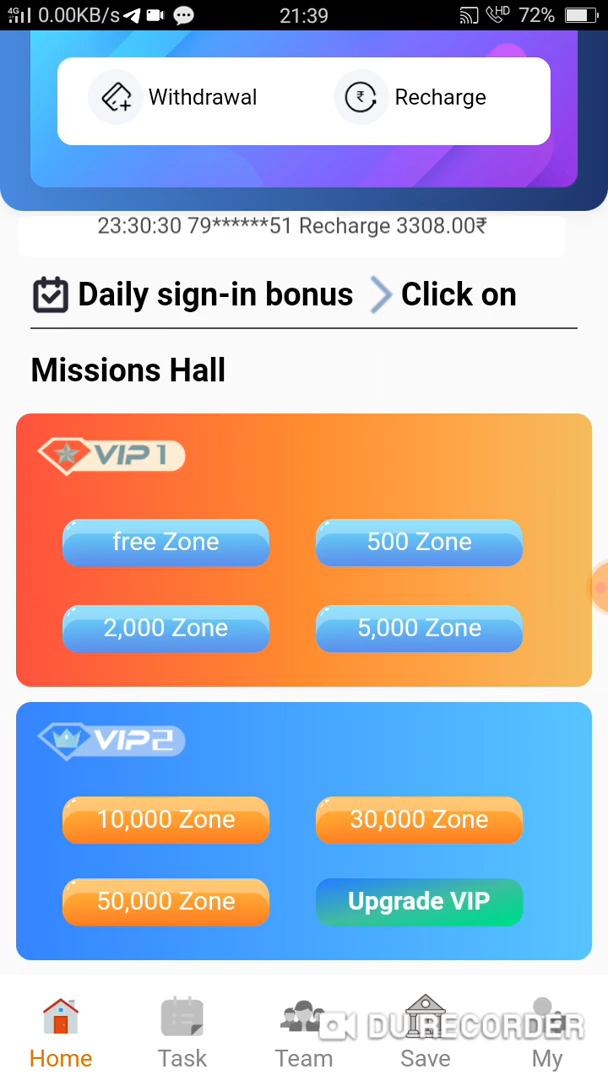 4G 0.00KB/s 21:39 HD 72%
Withdrawal Recharge
23:30:30 79******51 Recharge 3308.00₹
Daily sign-in bonus Click on
Missions Hall
VIP1
free Zone 500 Zone
2,000 Zone 5,000 Zone
VIP2
10,000 Zone 30,000 Zone
50,000 Zone Upgrade VIP
DU RECORDER
Home Task Team Save My